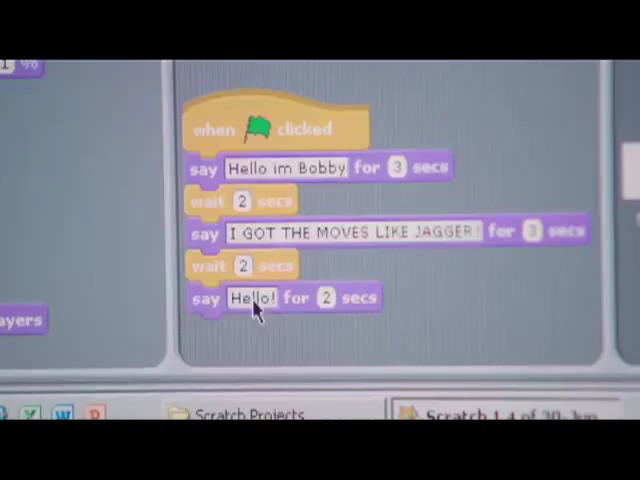 1 %
when clicked
say Hello im Bobby for 3 secs
wait 2 secs
say I GOT THE MOVES LIKE JAGGER! for 3 secs
wait 2 secs
say Hello! for 2 secs
ayers
Scratch Projects
Scratch 1.4 of 30-Jun